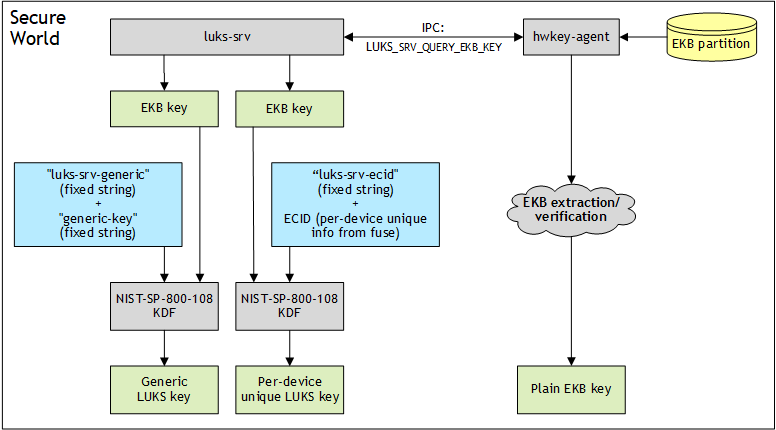 Secure
World
luks-srv
IPC:
LUKS_SRV_QUERY_EKB_KEY
hwkey-agent
EKB partition
EKB key
EKB key
"luks-srv-generic"
(fixed string)
+
"generic-key"
(fixed string)
“luks-srv-ecid"
(fixed string)
+
ECID (per-device unique
info from fuse)
EKB extraction/
verification
NIST-SP-800-108
KDF
NIST-SP-800-108
KDF
Generic
LUKS key
Per-device
unique LUKS key
Plain EKB key